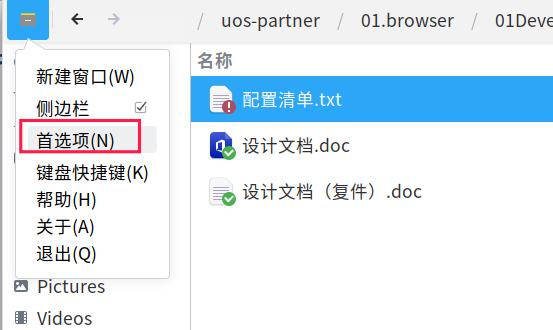 / uos-partner / 01.browser / 01Deve
名称
新建窗口(W)
侧边栏
首选项(N)
键盘快捷键(K)
帮助(H)
关于(A)
退出(Q)
配置清单.txt
设计文档.doc
设计文档（复件）.doc
Pictures
Videos